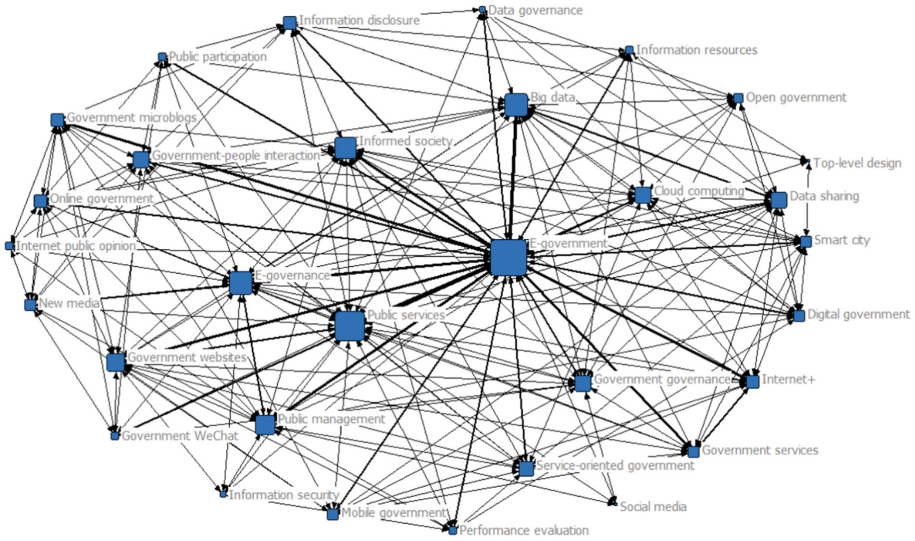 Data governance
Information disclosure
Information resources
Public participation
Big data
Open government
Government microblogs
Informed society
Government-people interaction
Top-level design
Cloud computing
Data sharing
Online government
Internet public opinion
E-government
Smart city
E-governance
New media
Public services
Digital government
Government websites
Government governance
Internet+
Public management
Government WeChat
Government services
Service-oriented government
Information security
Social media
Mobile government
Performance evaluation